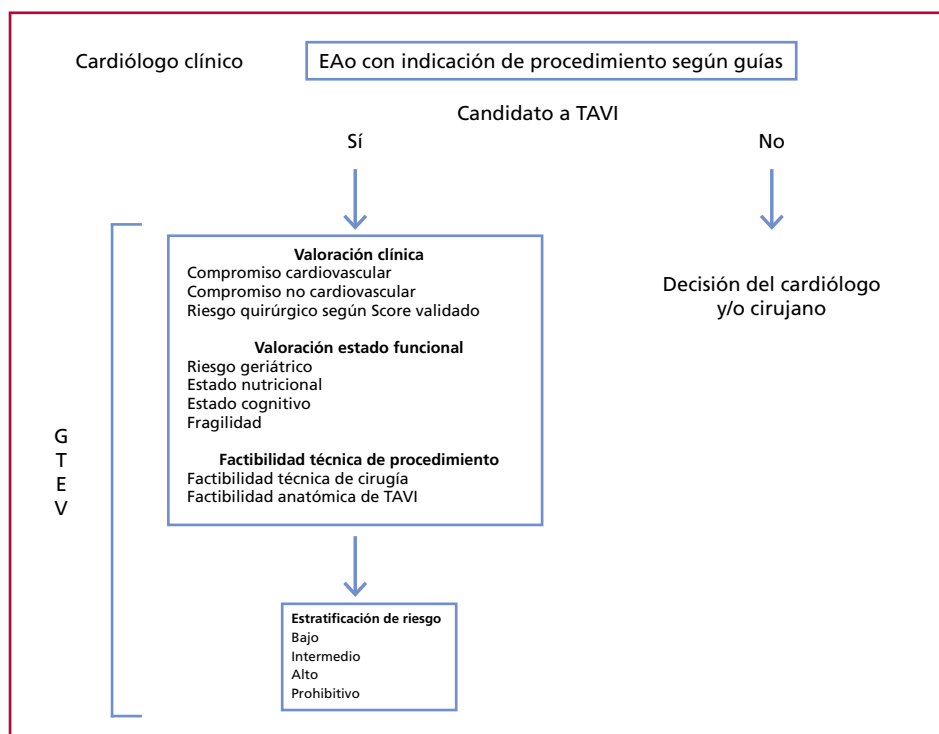 Cardiólogo clínico
EAo con indicación de procedimiento según guías
Candidato a TAVI
Sí
No
Valoración clínica
Compromiso cardiovascular
Compromiso no cardiovascular
Riesgo quirúrgico según Score validado
Valoración estado funcional
Riesgo geriátrico
Estado nutricional
Estado cognitivo
Fragilidad
Factibilidad técnica de procedimiento
Factibilidad técnica de cirugía
Factibilidad anatómica de TAVI
Decisión del cardiólogo
y/o cirujano
G
T
E
V
Estratificación de riesgo
Bajo
Intermedio
Alto
Prohibitivo